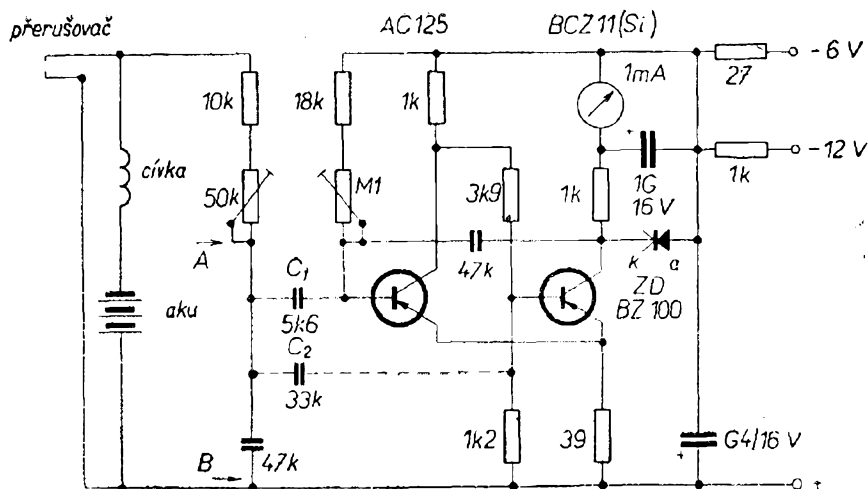 přerušovač
AC125
BCZ11(Si)
1mA
-6 V
27
10k
18k
1k
-12 V
1k
cívka
50k
M1
3k9
1k
1G
16 V
A
47k
k
a
ZD
BZ 100
C1
5k6
aku
C2
33k
B
47k
1k2
39
G4/16 V
+
+
+